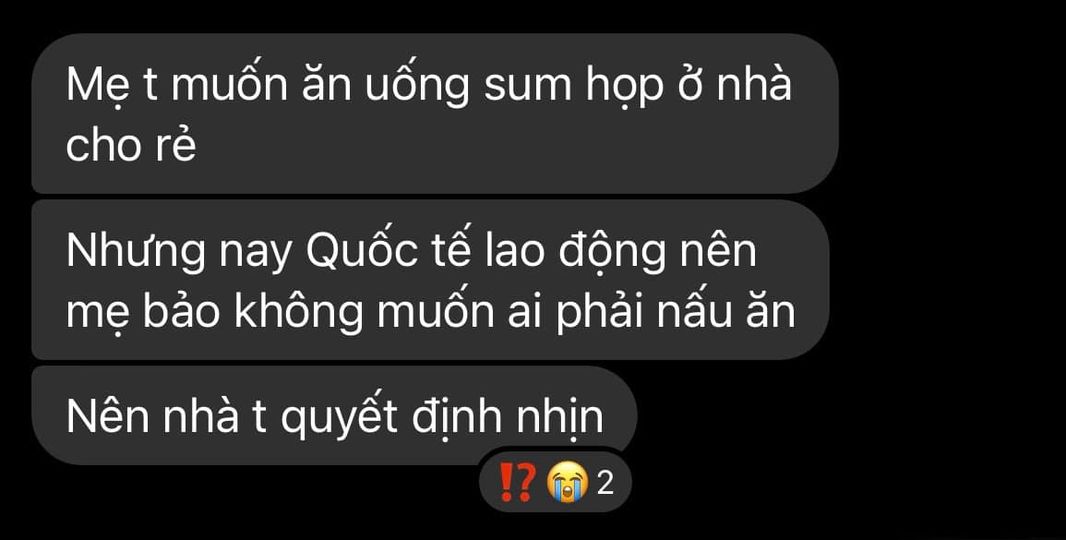 Mẹ t muốn ăn uống sum họp ở nhà
cho rẻ
Nhưng nay Quốc tế lao động nên
mẹ bảo không muốn ai phải nấu ăn
Nên nhà t quyết định nhịn
⁉️😭 2